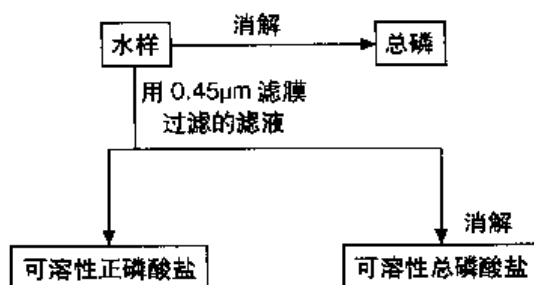 水样
消解
总磷
用 0.45μm 滤膜
过滤的滤液
消解
可溶性正磷酸盐
可溶性总磷酸盐